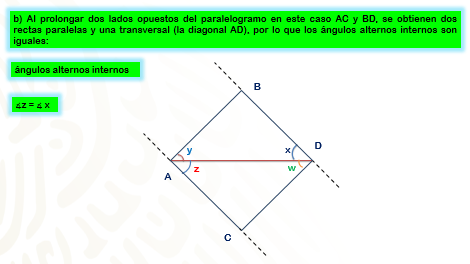 b) Al prolongar dos lados opuestos del paralelogramo en este caso AC y BD, se obtienen dos
rectas paralelas y una transversal (la diagonal AD), por lo que los ángulos alternos internos son
iguales:
ángulos alternos internos
∡z = ∡ x
B
y
x
D
A
z
w
C